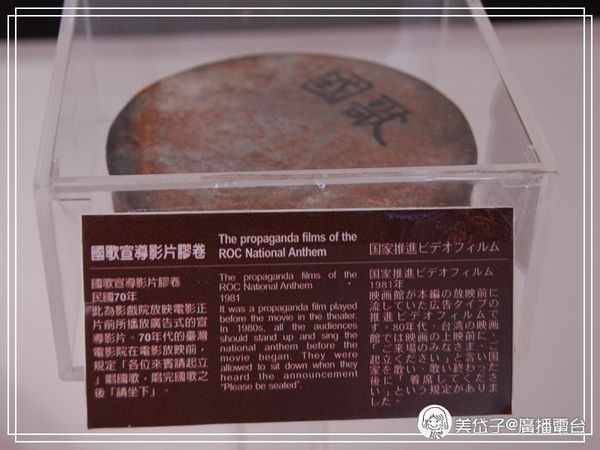 國歌
國歌宣導影片膠卷
國歌宣導影片膠卷
民國70年
此為影戲院放映電影正
片前所播放廣告式的宣
導影片。70年代的臺灣
電影院在電影放映前，
規定「各位來賓請起立
」唱國歌，唱完國歌之
後「請坐下」。
The propaganda films of the
ROC National Anthem
The propaganda films of the
ROC National Anthem
1981
It was a propaganda film played
before the movie in the theater.
In 1980s, all the audiences
should stand up and sing the
national anthem before the
movie began. They were
allowed to sit down when they
heard the announcement
"Please be seated".
国家推進ビデオフィルム
国家推進ビデオフィルム
1981年
映画館が本編の放映前に
流していた広告タイプの
推進ビデオフィルムで
す。80年代、台湾の映画
館では映画の上映前に、
「ご来場のみなさま、ご
起立ください。」と言い国
家を歌い、歌い終わった
後に「着席してくださ
い」という規定がありま
した。
美岱子@廣播電台